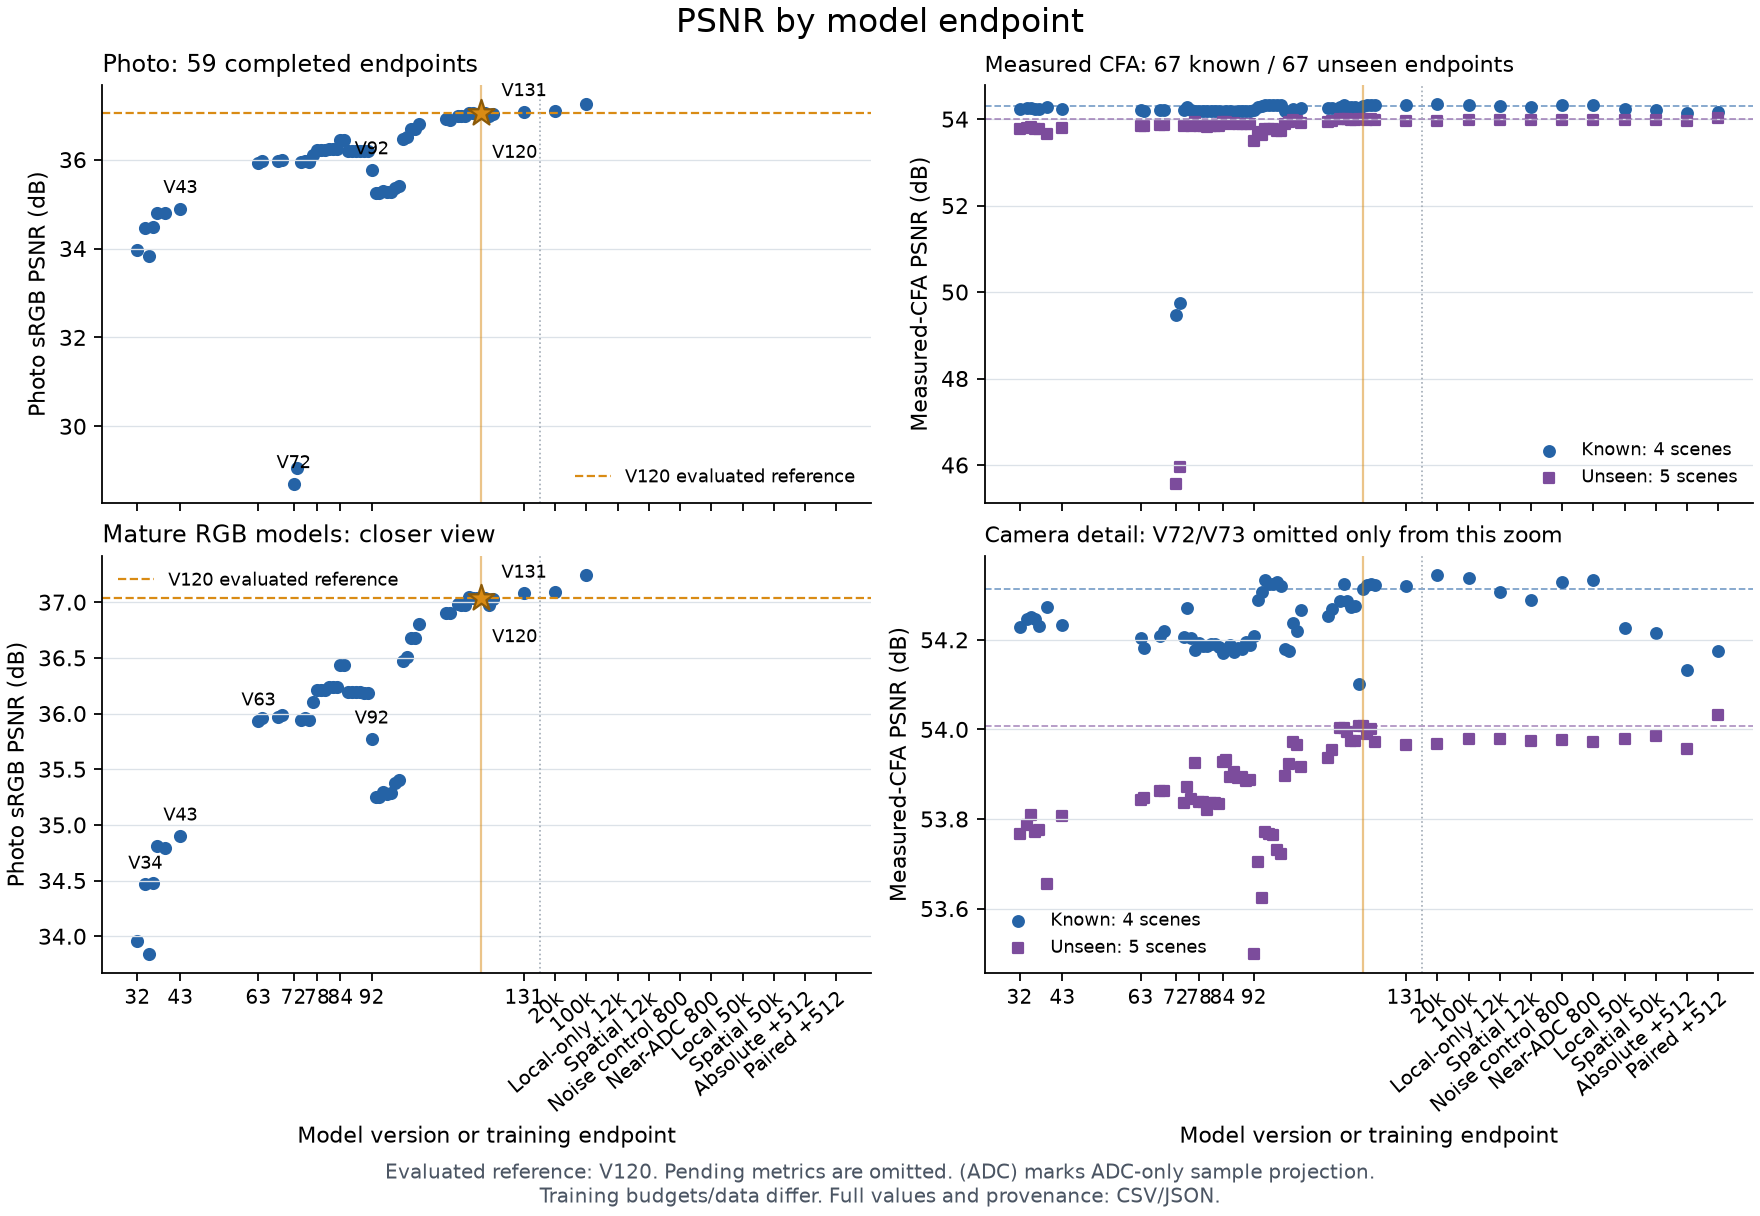 PSNR by model endpoint
Photo: 59 completed endpoints
Photo sRGB PSNR (dB)
36
34
32
30
V43
V72
V92
V131
V120
V120 evaluated reference
Measured CFA: 67 known / 67 unseen endpoints
Measured-CFA PSNR (dB)
54
52
50
48
46
Known: 4 scenes
Unseen: 5 scenes
Mature RGB models: closer view
V120 evaluated reference
Photo sRGB PSNR (dB)
37.0
36.5
36.0
35.5
35.0
34.5
34.0
V34
V43
V63
V92
V131
V120
32 43 63 72 78 84 92 131
20k
100k
Local-only 12k
Spatial 12k
Noise control 800
Near-ADC 800
Local 50k
Spatial 50k
Absolute +512
Paired +512
Model version or training endpoint
Camera detail: V72/V73 omitted only from this zoom
Measured-CFA PSNR (dB)
54.2
54.0
53.8
53.6
Known: 4 scenes
Unseen: 5 scenes
32 43 63 72 78 84 92 131
20k
100k
Local-only 12k
Spatial 12k
Noise control 800
Near-ADC 800
Local 50k
Spatial 50k
Absolute +512
Paired +512
Model version or training endpoint
Evaluated reference: V120. Pending metrics are omitted. (ADC) marks ADC-only sample projection.
Training budgets/data differ. Full values and provenance: CSV/JSON.